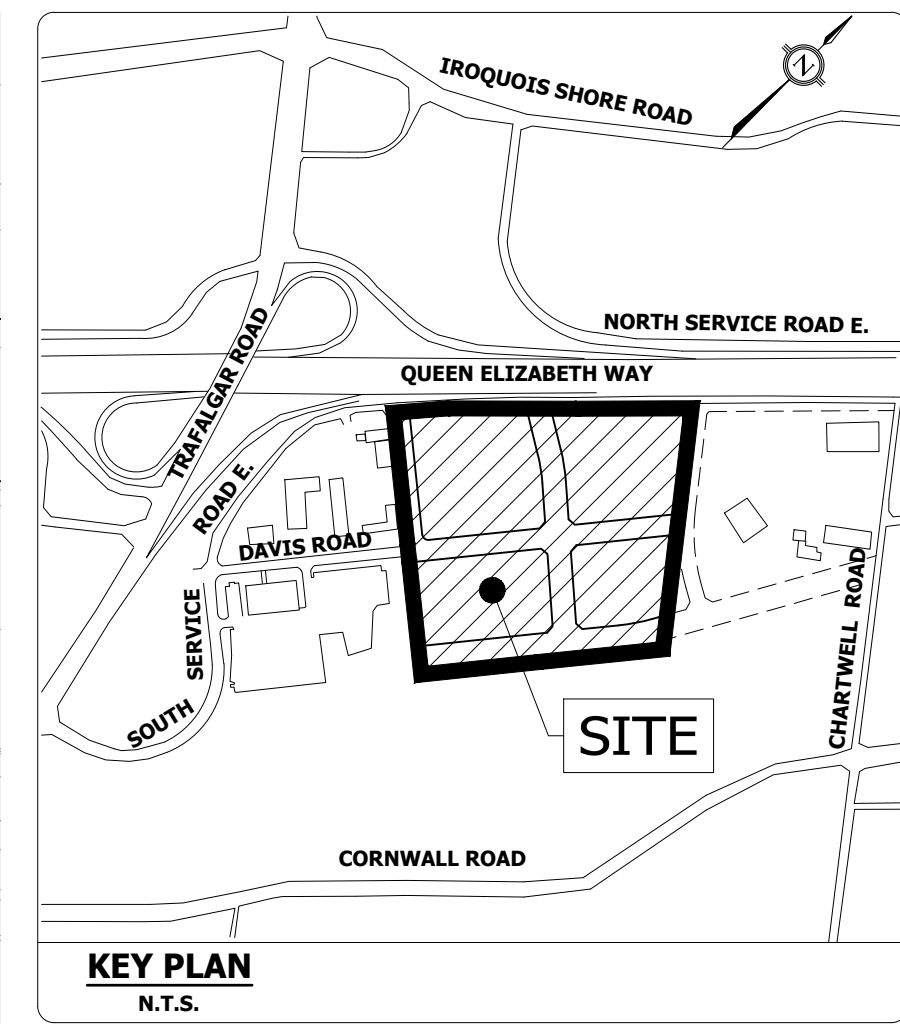 IROQUOIS SHORE ROAD
N
NORTH SERVICE ROAD E.
QUEEN ELIZABETH WAY
TRAFALGAR ROAD
SOUTH SERVICE ROAD E.
DAVIS ROAD
CHARTWELL ROAD
SITE
CORNWALL ROAD
KEY PLAN
N.T.S.